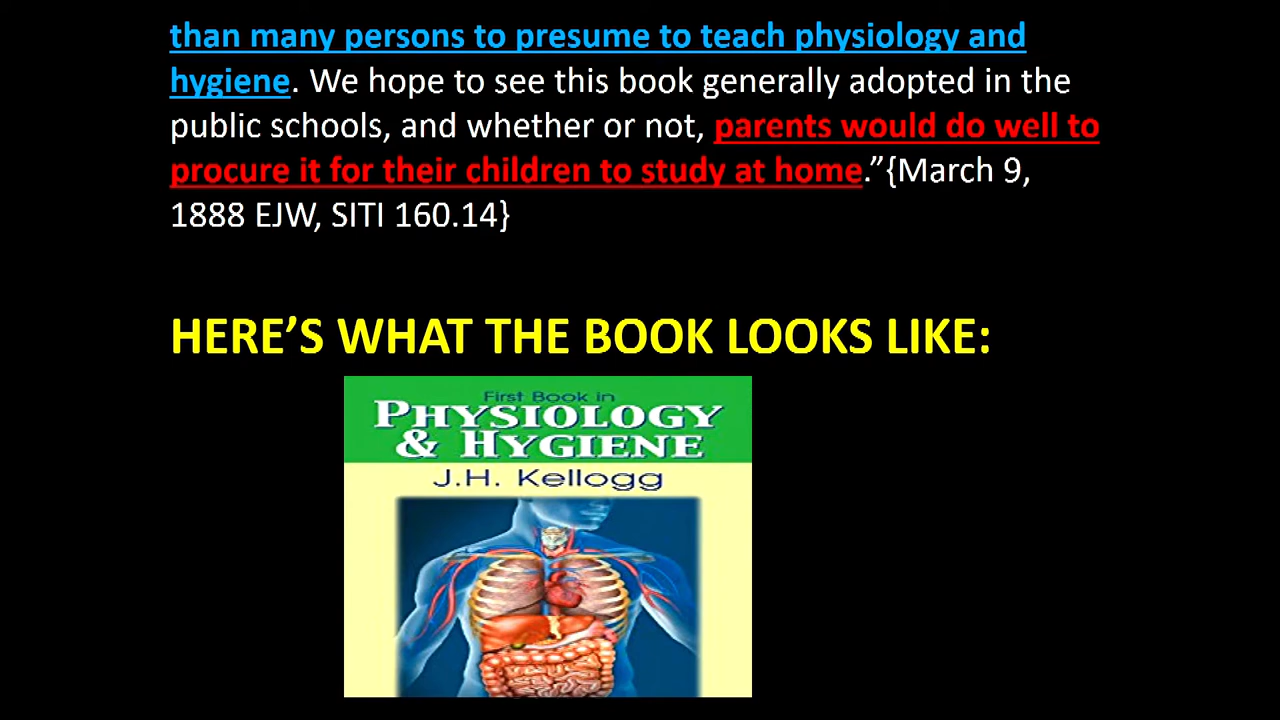 than many persons to presume to teach physiology and
hygiene. We hope to see this book generally adopted in the
public schools, and whether or not, parents would do well to
procure it for their children to study at home.”{March 9,
1888 EJW, SITI 160.14}
HERE’S WHAT THE BOOK LOOKS LIKE:
First Book in
PHYSIOLOGY
& HYGIENE
J.H. Kellogg